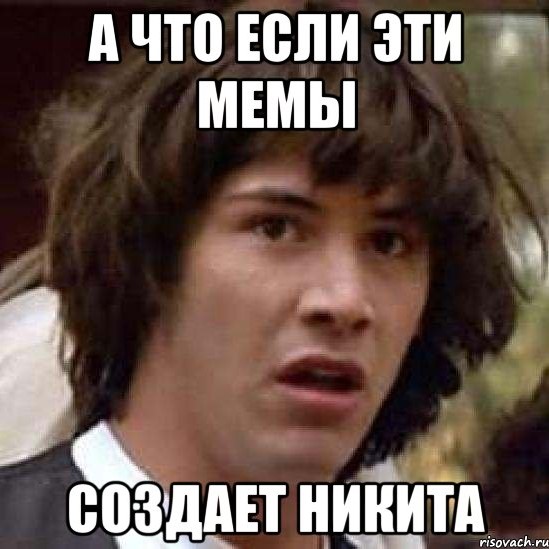 А ЧТО ЕСЛИ ЭТИ
МЕМЫ
СОЗДАЕТ НИКИТА
risovach.ru